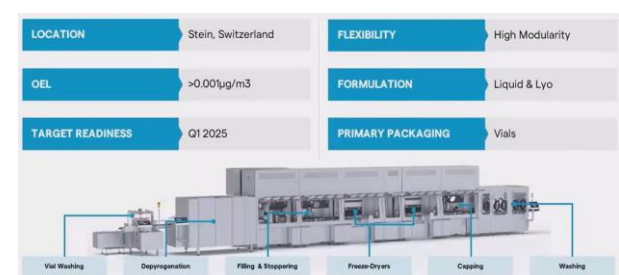 LOCATION Stein, Switzerland
FLEXIBILITY High Modularity
OEL >0.001µg/m3
FORMULATION Liquid & Lyo
TARGET READINESS Q1 2025
PRIMARY PACKAGING Vials
Vial Washing
Depyrogenation
Filling & Stoppering
Freeze-Dryers
Capping
Washing